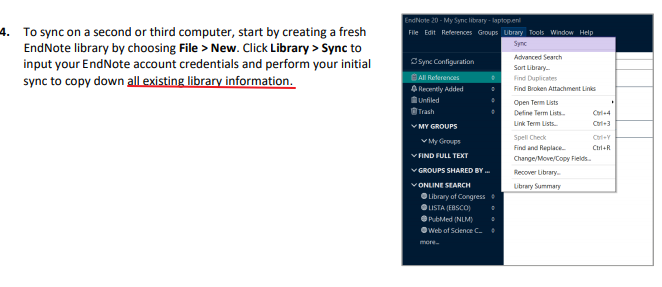 4. To sync on a second or third computer, start by creating a fresh
EndNote library by choosing File > New. Click Library > Sync to
input your EndNote account credentials and perform your initial
sync to copy down all existing library information.
EndNote 20 - My Sync library - laptop.enl
File Edit References Groups Library Tools Window Help
Sync
Advanced Search
Sort Library...
Find Duplicates
Find Broken Attachment Links
Open Term Lists
Define Term Lists... Ctrl+4
Link Term Lists... Ctrl+3
Spell Check Ctrl+Y
Find and Replace... Ctrl+R
Change/Move/Copy Fields...
Recover Library...
Library Summary
Sync Configuration
All References 0
Recently Added 0
Unfiled 0
Trash 0
MY GROUPS
My Groups
FIND FULL TEXT
GROUPS SHARED BY ...
ONLINE SEARCH
Library of Congress 0
LISTA (EBSCO) 0
PubMed (NLM) 0
Web of Science C... 0
more...